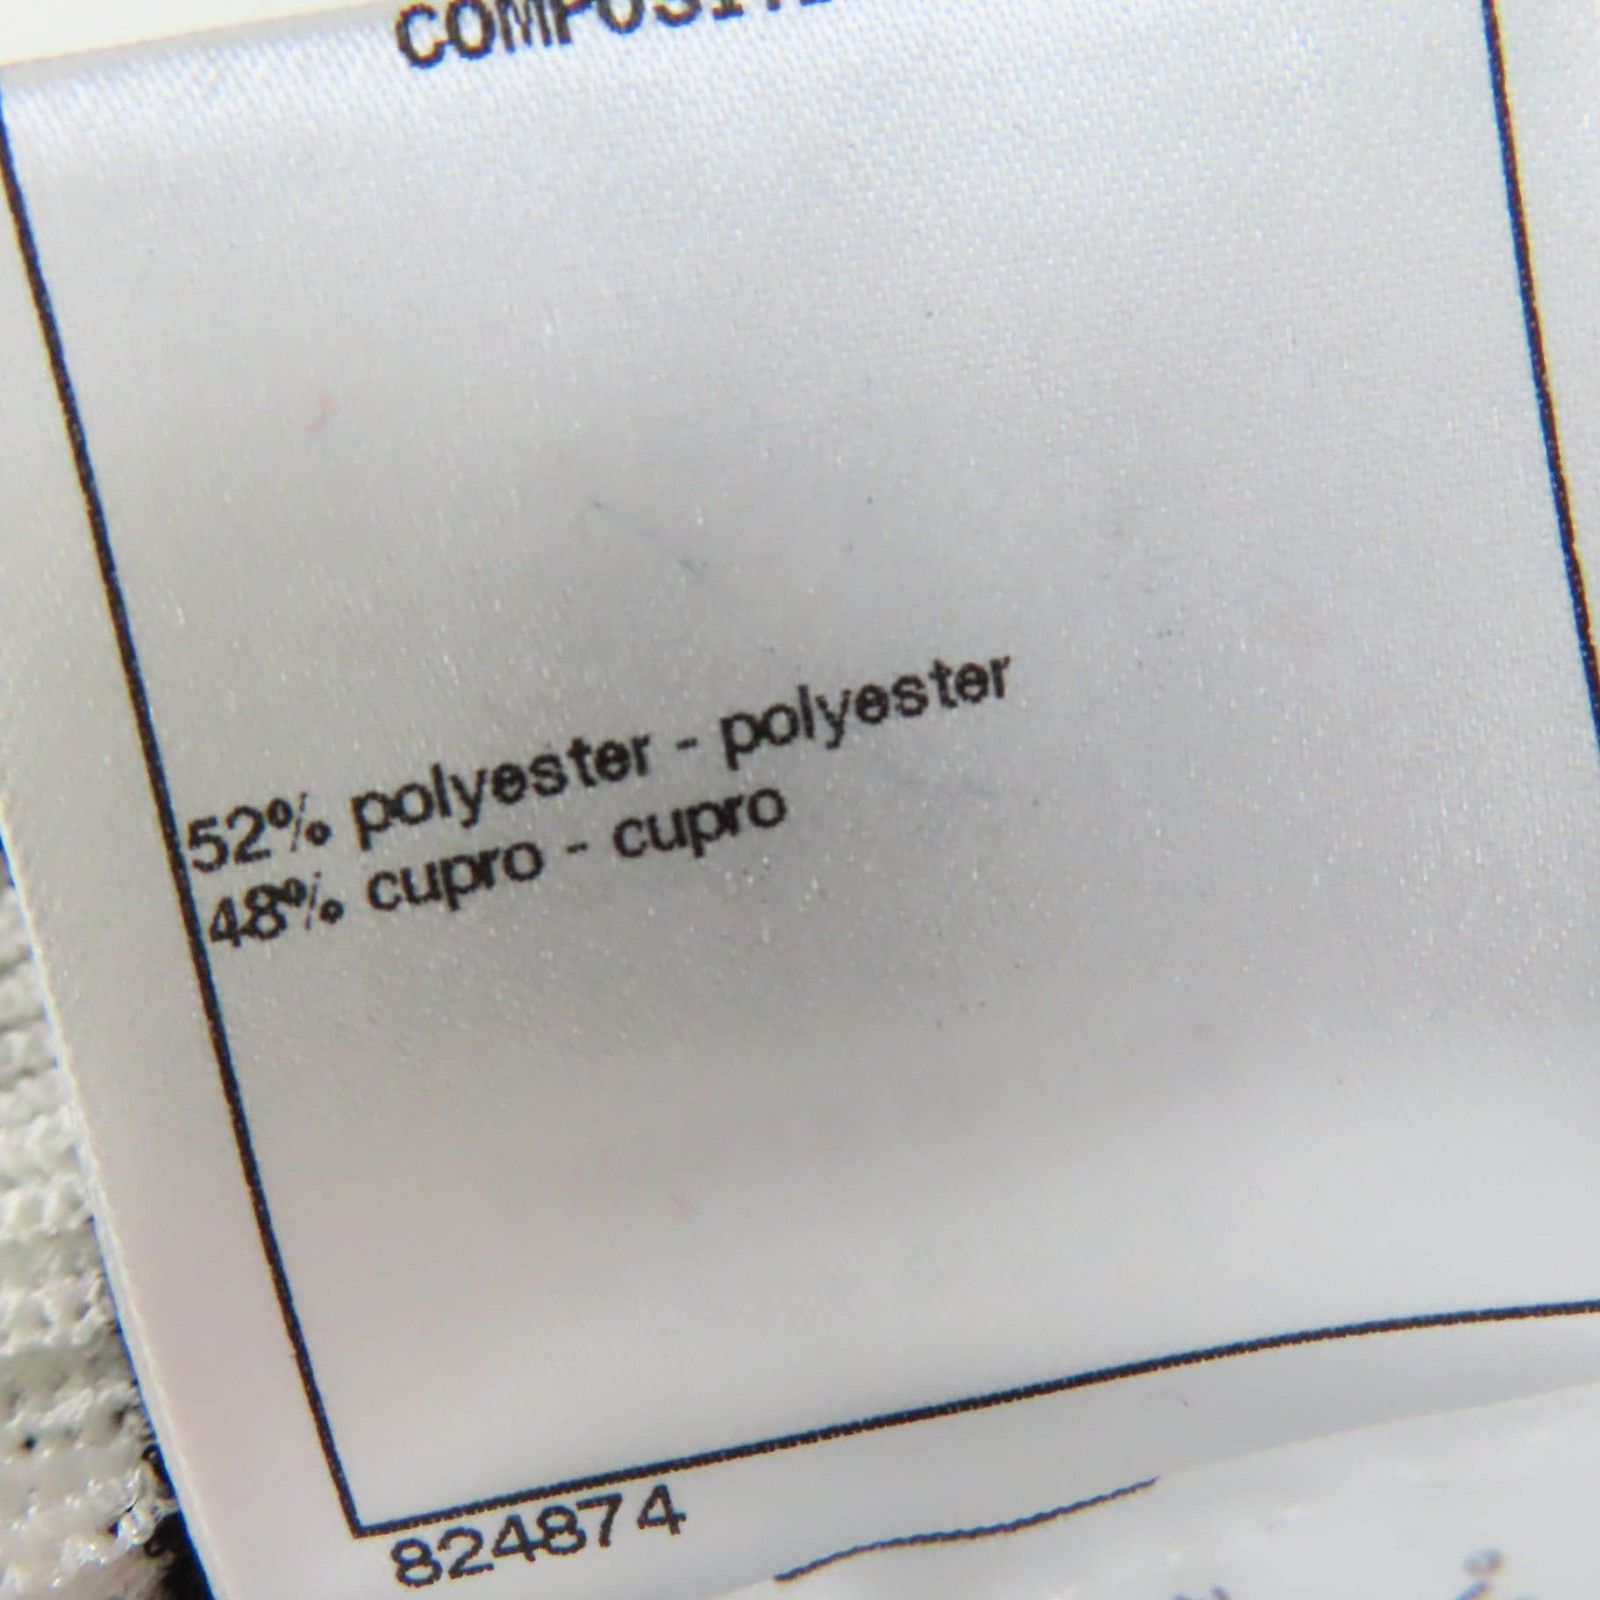 52% polyester - polyester
48% cupro - cupro
824874